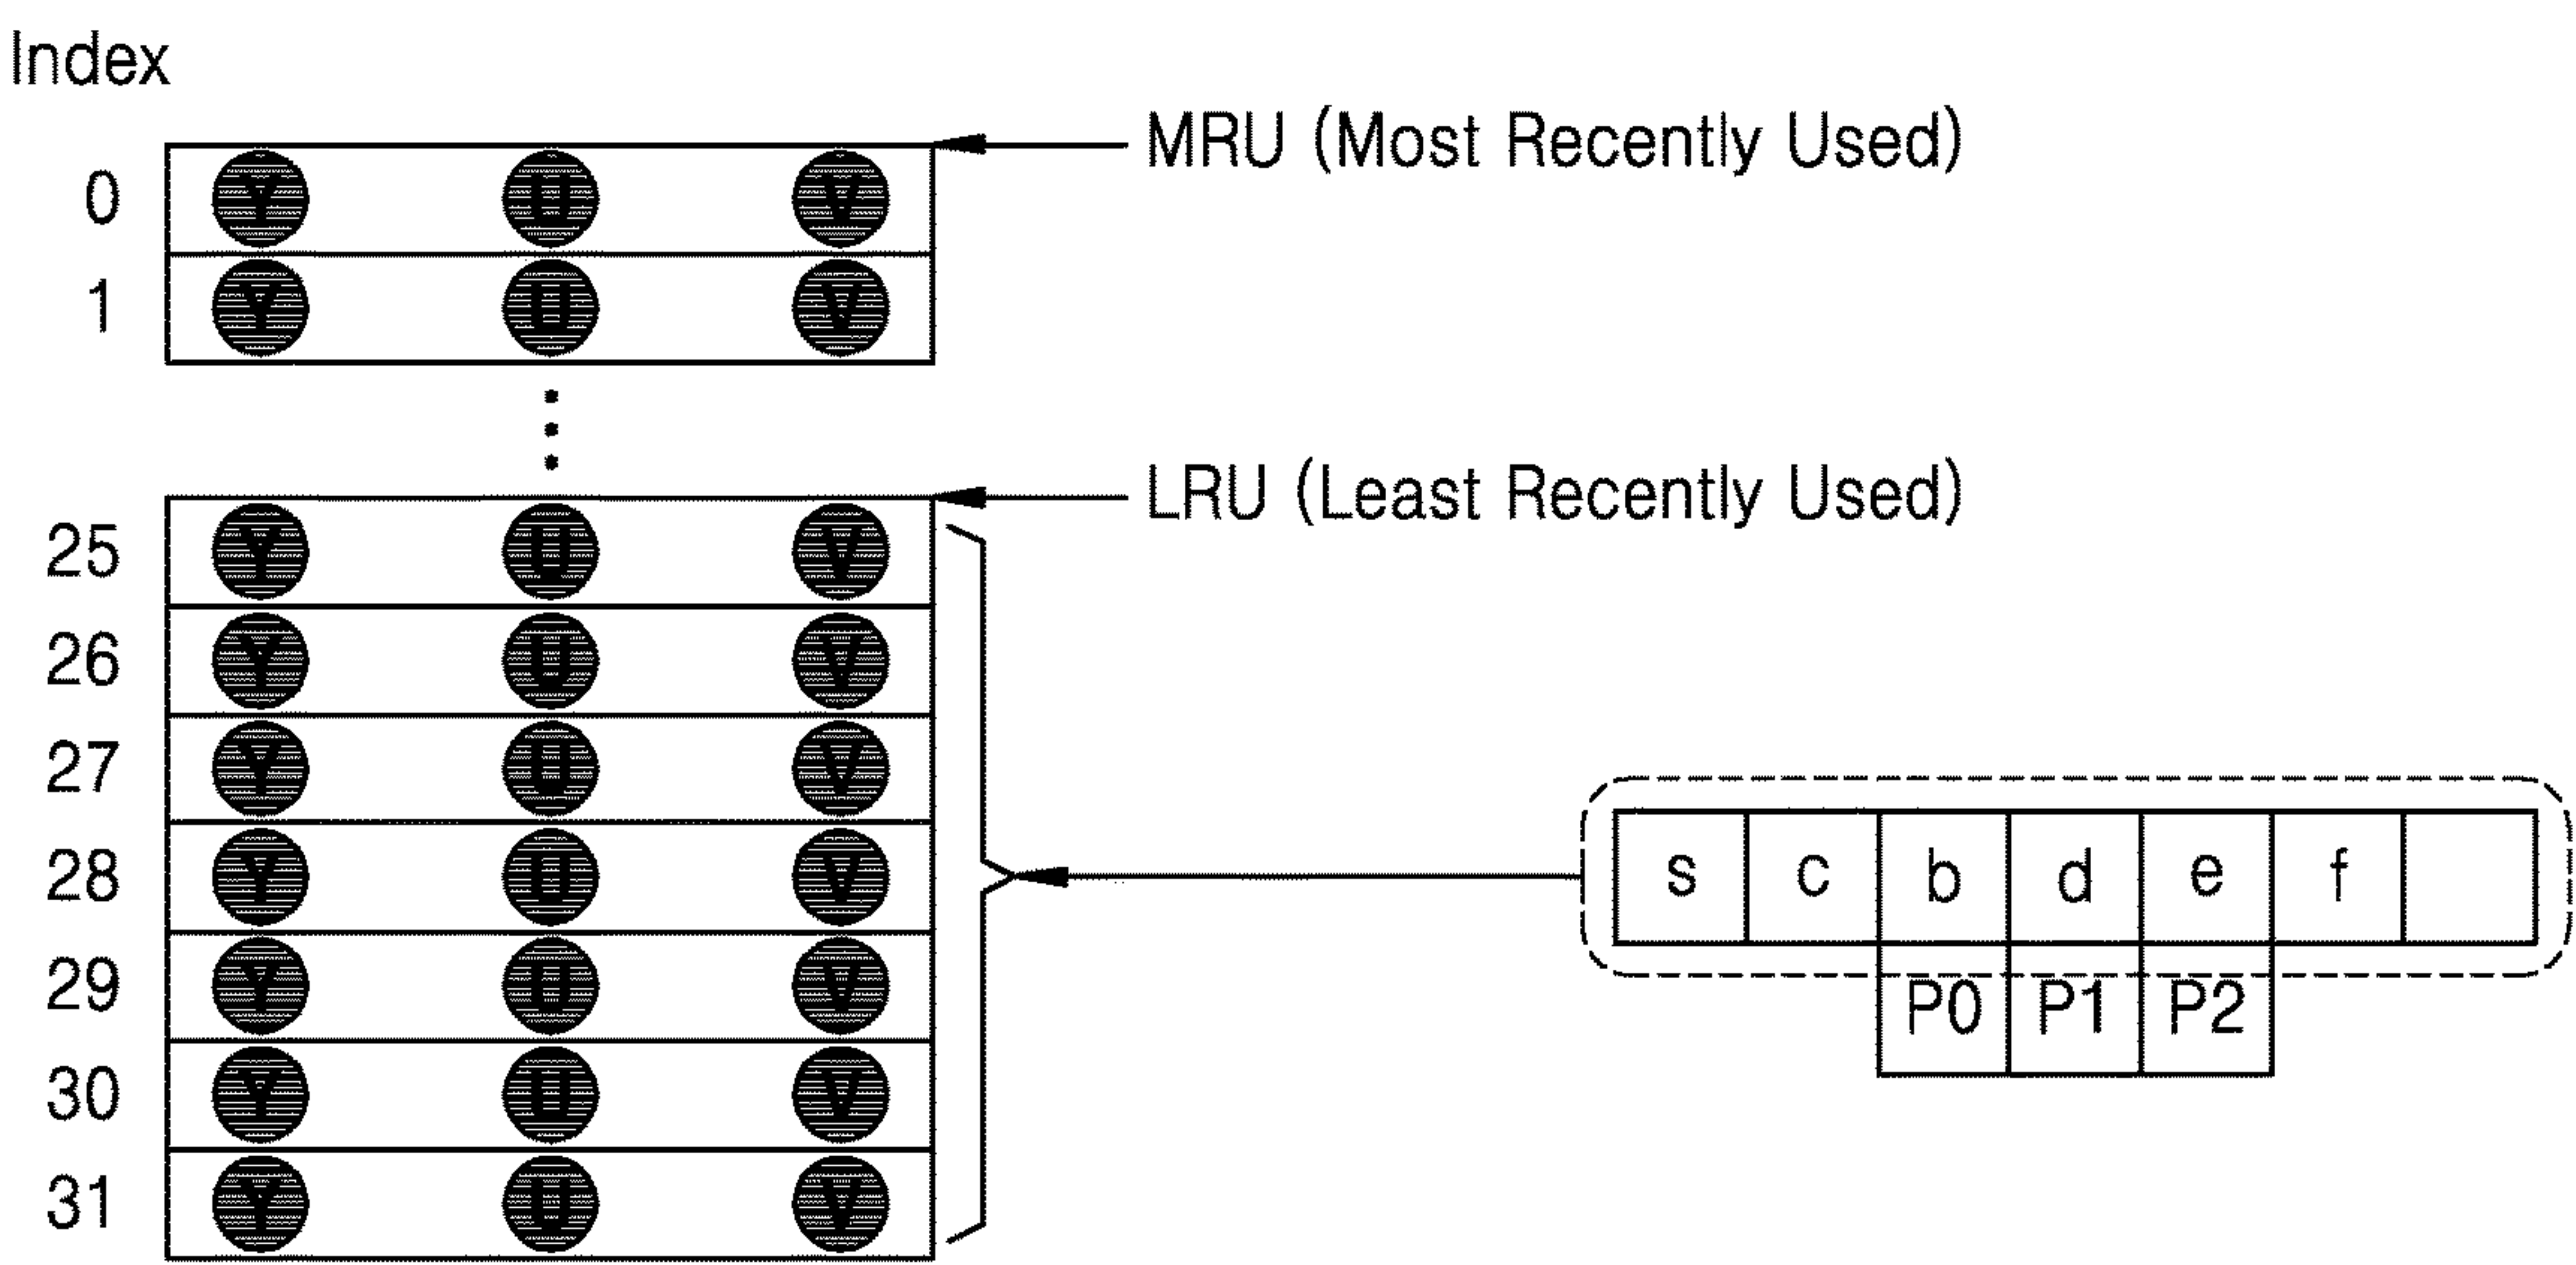 Index
MRU (Most Recently Used)
0 Y U V
1 Y U V
LRU (Least Recently Used)
25 Y U V
26 Y U V
27 Y U V
28 Y U V
s c b d e f
29 Y U V
P0 P1 P2
30 Y U V
31 Y U V